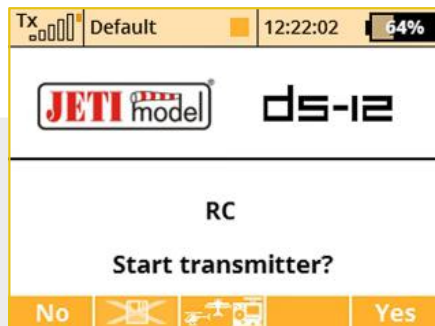 Tx Default 12:22:02 64%
JETI model® ds-12
RC
Start transmitter?
No Yes